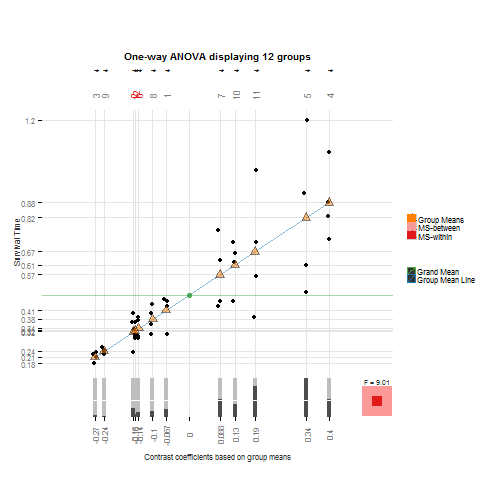 One-way ANOVA displaying 12 groups
3 9 8 1 7 10 11 5 4
1.2
0.88
0.82
0.67
0.61
0.57
0.41
0.38
0.24
0.21
0.18
Survival Time
Group Means
MS-between
MS-within
Grand Mean
Group Mean Line
F = 9.01
-0.27 -0.24 -0.1 -0.067 0 0.088 0.13 0.19 0.34 0.4
Contrast coefficients based on group means